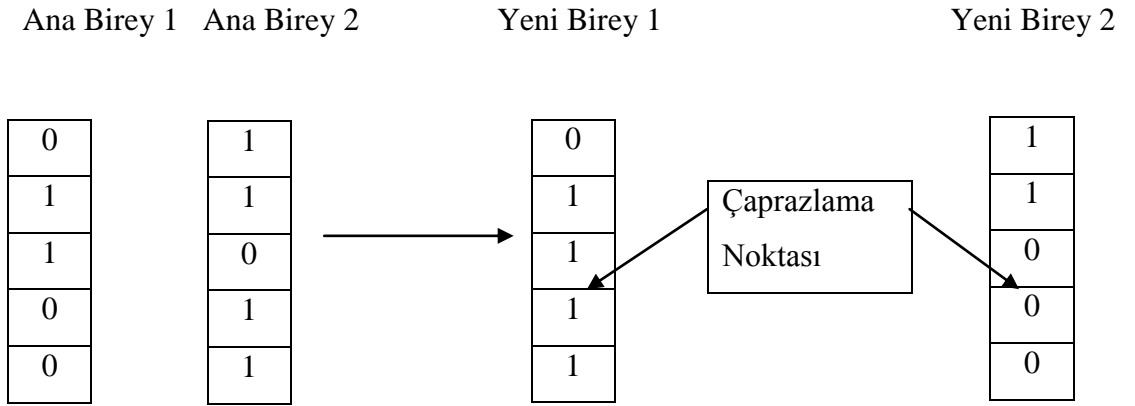 Ana Birey 1 Ana Birey 2 Yeni Birey 1 Yeni Birey 2
0 1 0 1
1 1 1 Çaprazlama 1
1 0 1 Noktası 0
0 1 1 0
0 1 1 0